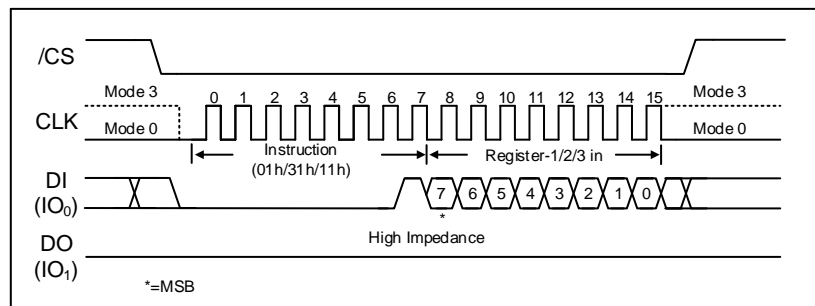 /CS
Mode 3 0 1 2 3 4 5 6 7 8 9 10 11 12 13 14 15 Mode 3
CLK
Mode 0 Mode 0
Instruction Register-1/2/3 in
(01h/31h/11h)
DI
(IO0) 7 6 5 4 3 2 1 0
*
High Impedance
DO
(IO1)
*=MSB